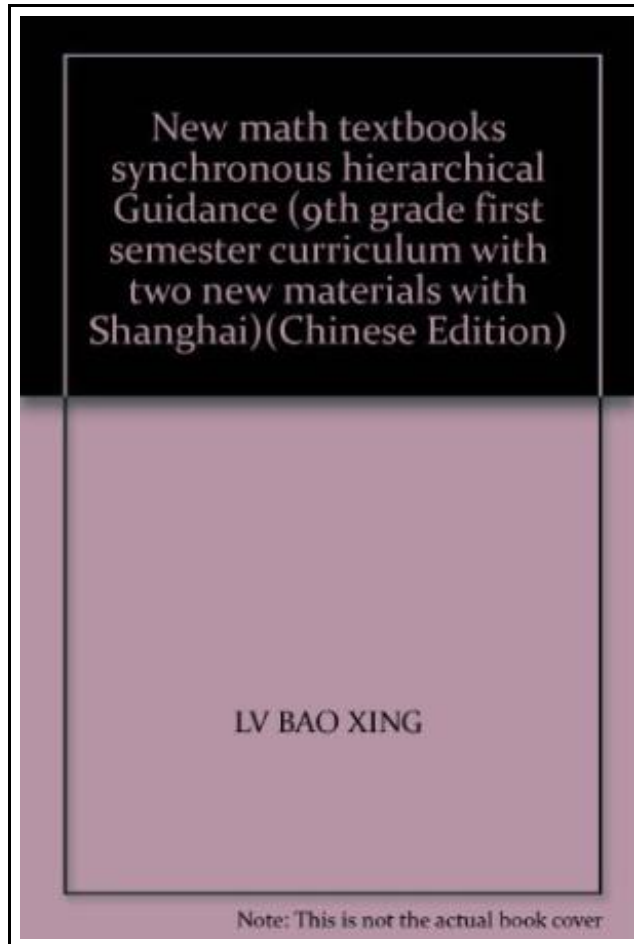 New math textbooks
synchronous hierarchical
Guidance (9th grade first
semester curriculum with
two new materials with
Shanghai)(Chinese Edition)
LV BAO XING
Note: This is not the actual book cover